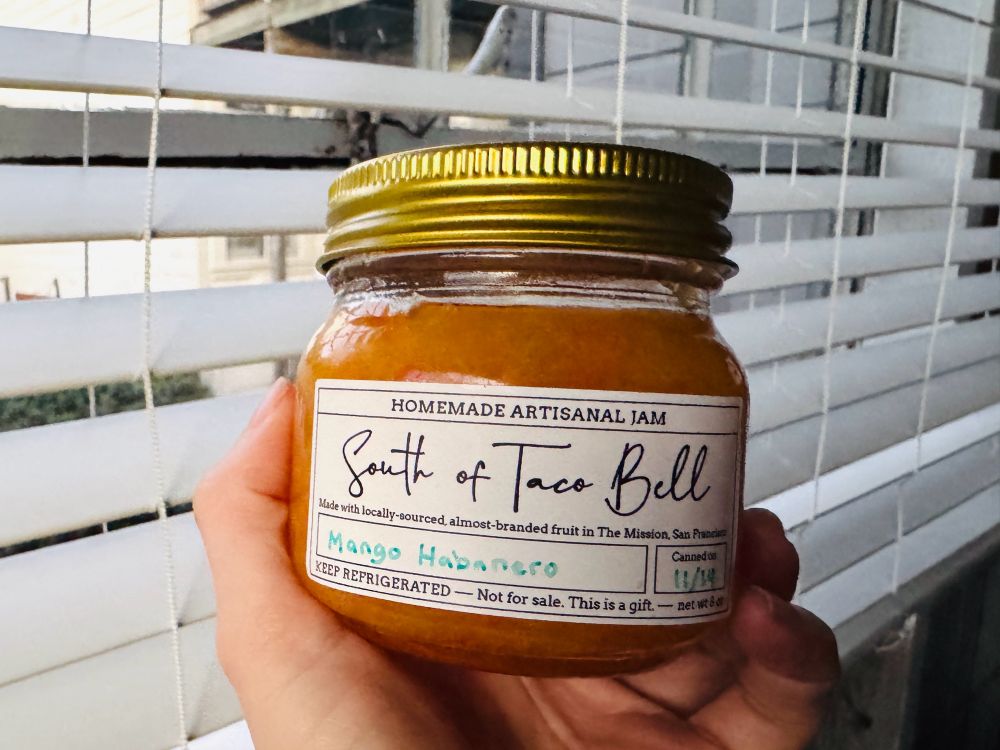 HOMEMADE ARTISANAL JAM
South of Taco Bell
Made with locally-sourced, almost-branded fruit in The Mission, San Francisco
Mango Habanero
Canned on
11/14
KEEP REFRIGERATED — Not for sale. This is a gift. — net wt 8 oz